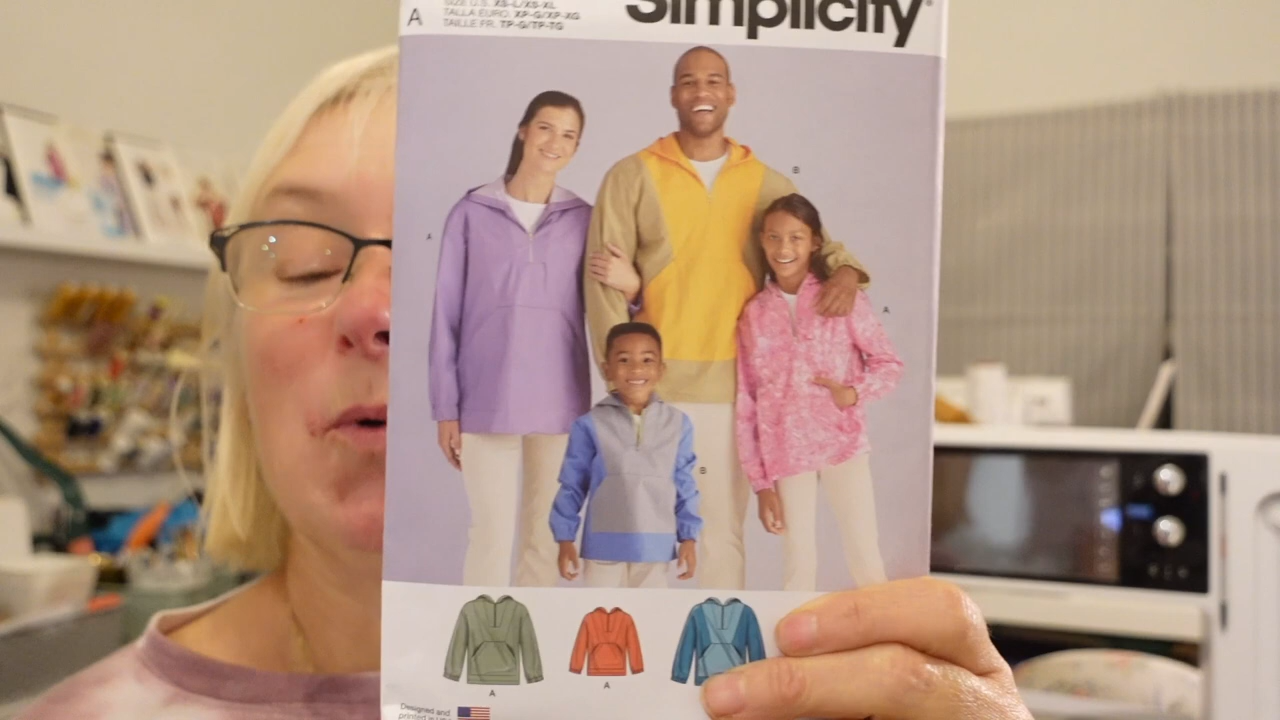 Simplicity®
A
SIZE U.S. XS-L/XS-XL
TALLA EURO. XP-G/XP-XG
TAILLE FR. TP-G/TP-TG
B
A
A
B
A
A
Designed and
printed in U.S.A.